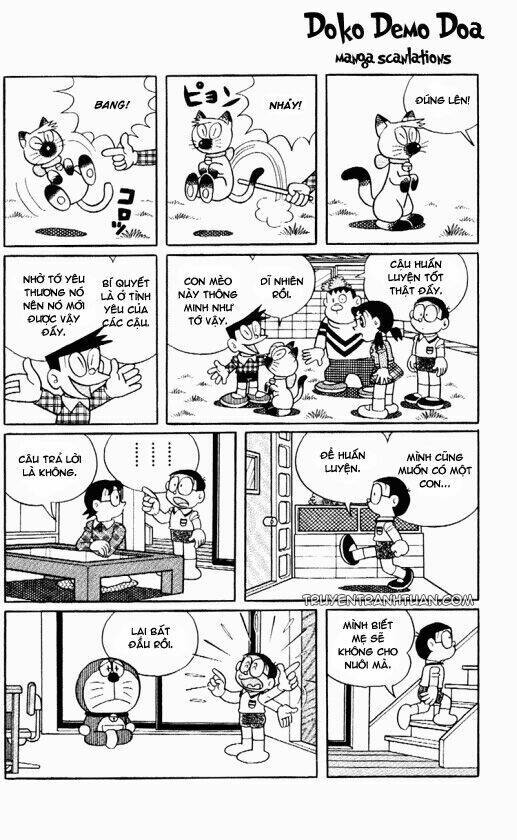 Doko Demo Doa
manga scanlations
ĐỨNG LÊN!
NHẢY!
ピョン
BANG!
コロッ
CẬU HUẤN
LUYỆN TỐT
THẬT ĐẤY.
DĨ NHIÊN
RỒI.
CON MÈO
NÀY THÔNG
MINH NHƯ
TỚ VẬY.
BÍ QUYẾT
LÀ Ở TÌNH
YÊU CỦA
CÁC CẬU.
NHỜ TỚ YÊU
THƯƠNG NÓ
NÊN NÓ MỚI
ĐƯỢC VẬY
ĐẤY.
MÌNH CŨNG
MUỐN CÓ MỘT
CON...
ĐỂ HUẤN
LUYỆN.
CÂU TRẢ LỜI
LÀ KHÔNG.
TRUYENTRANHTUAN.COM
MÌNH BIẾT
MẸ SẼ
KHÔNG CHO
NUÔI MÀ.
LẠI BẮT
ĐẦU RỒI.